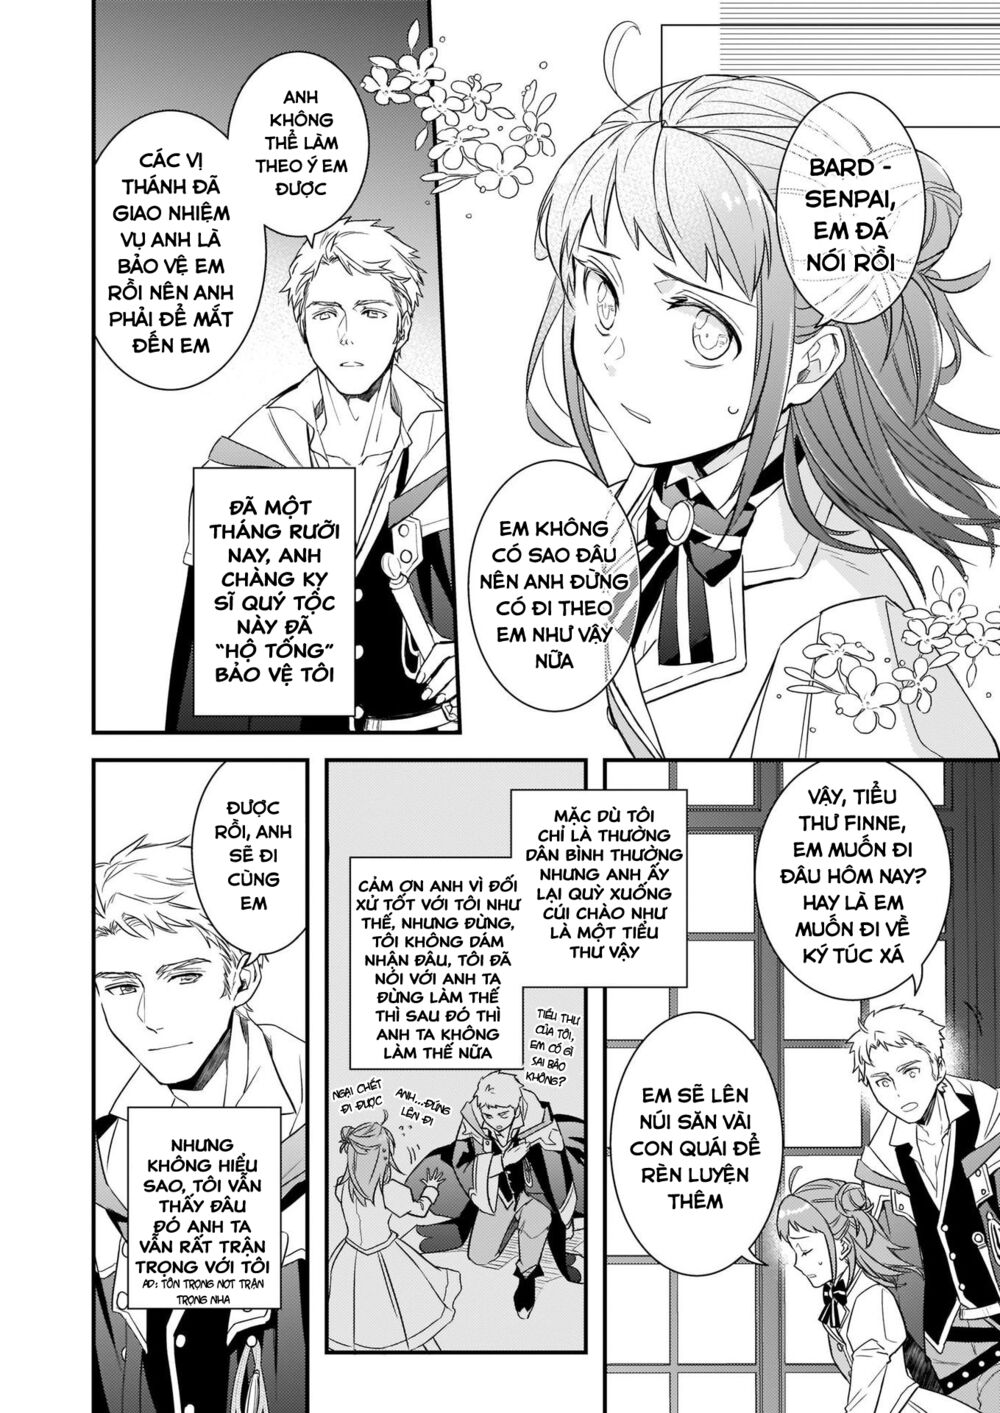 BARD -
SENPAI,
EM ĐÃ
NÓI RỒI
EM KHÔNG
CÓ SAO ĐÂU
NÊN ANH ĐỪNG
CÓ ĐI THEO
EM NHƯ VẬY
NỮA
ANH
KHÔNG
THỂ LÀM
THEO Ý EM
ĐƯỢC
CÁC VỊ
THÁNH ĐÃ
GIAO NHIỆM
VỤ ANH LÀ
BẢO VỆ EM
RỒI NÊN ANH
PHẢI ĐỂ MẮT
ĐẾN EM
ĐÃ MỘT
THÁNG RƯỠI
NAY, ANH
CHÀNG KỴ
SĨ QUÝ TỘC
NÀY ĐÃ
“HỘ TỐNG”
BẢO VỆ TÔI
VẬY, TIỂU
THƯ FINNE,
EM MUỐN ĐI
ĐÂU HÔM NAY?
HAY LÀ EM
MUỐN ĐI VỀ
KÝ TÚC XÁ
EM SẼ LÊN
NÚI SĂN VÀI
CON QUÁI ĐỂ
RÈN LUYỆN
THÊM
MẶC DÙ TÔI
CHỈ LÀ THƯỜNG
DÂN BÌNH THƯỜNG
NHƯNG ANH ẤY
LẠI QUỲ XUỐNG
CÚI CHÀO NHƯ
LÀ MỘT TIỂU
THƯ VẬY
CẢM ƠN ANH VÌ ĐỐI
XỬ TỐT VỚI TÔI NHƯ
THẾ, NHƯNG ĐỪNG,
TÔI KHÔNG DÁM
NHẬN ĐÂU, TÔI ĐÃ
NÓI VỚI ANH TA
ĐỪNG LÀM THẾ
THÌ SAU ĐÓ THÌ
ANH TA KHÔNG
LÀM THẾ NỮA
TIỂU THƯ
CỦA TÔI,
EM CÓ GÌ
SAI BẢO
KHÔNG?
ANH...ĐỨNG
LÊN ĐI
NGẠI CHẾT
ĐI ĐƯỢC
ĐƯỢC
RỒI, ANH
SẼ ĐI
CÙNG
EM
NHƯNG
KHÔNG HIỂU
SAO, TÔI VẪN
THẤY ĐÂU
ĐÓ ANH TA
VẪN RẤT TRẬN
TRỌNG VỚI TÔI
AD: TÔN TRỌNG NOT TRẬN
TRỌNG NHA